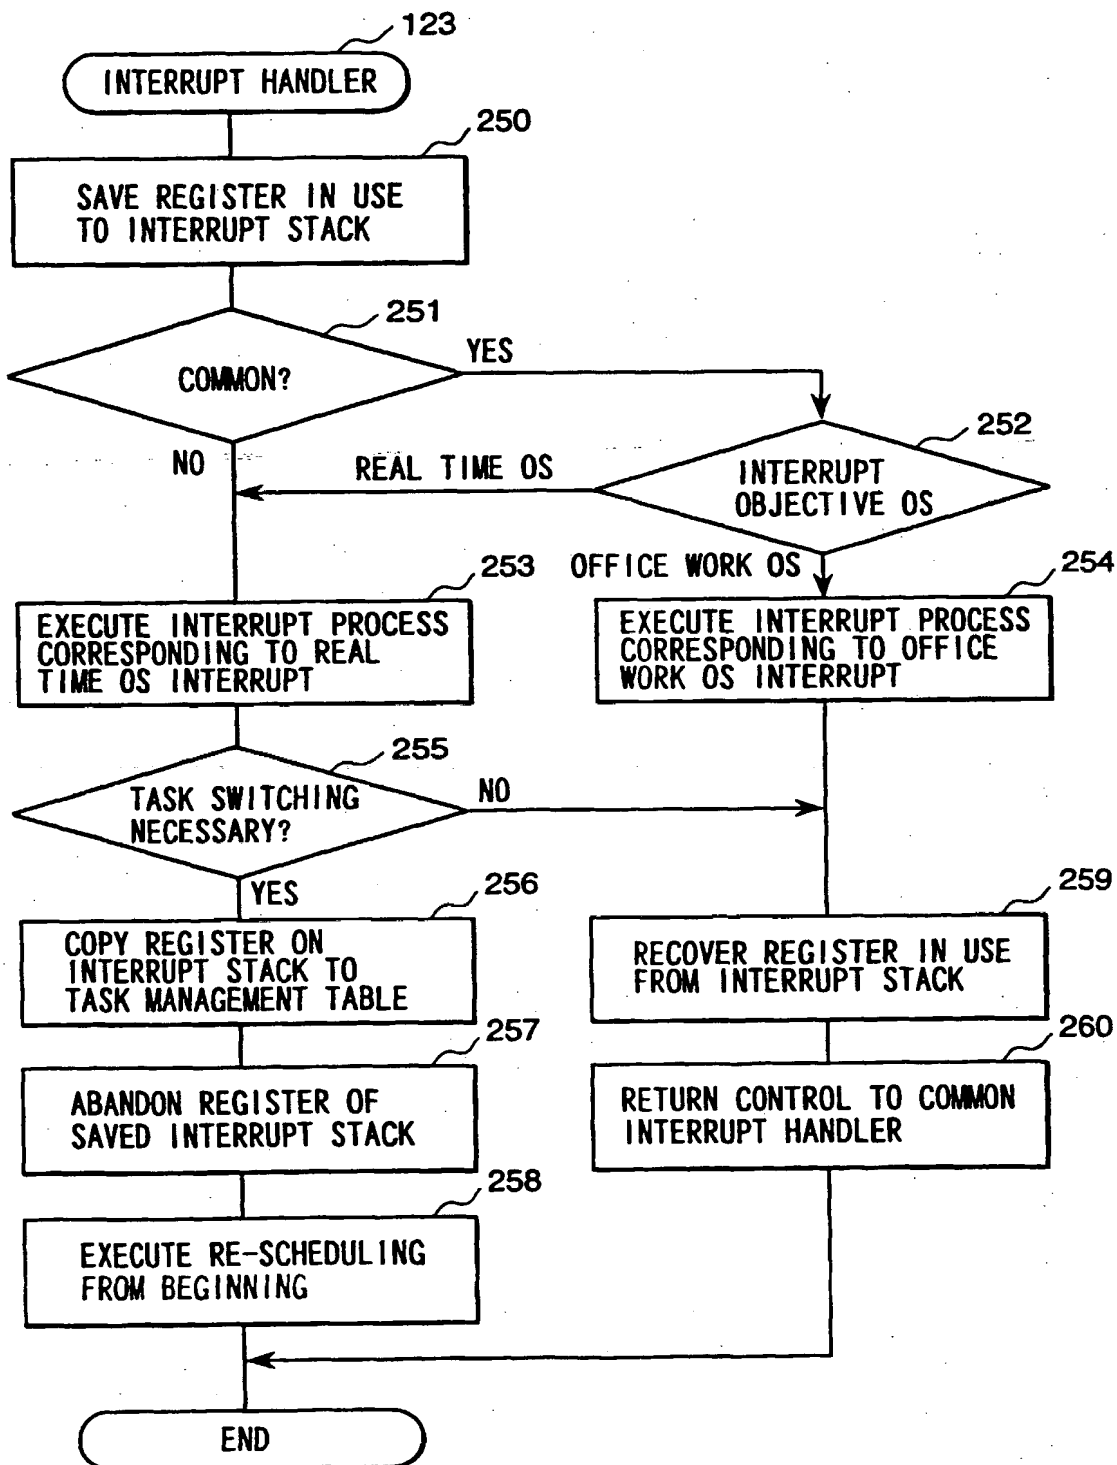 123
INTERRUPT HANDLER
250
SAVE REGISTER IN USE
TO INTERRUPT STACK
251
COMMON?
YES
NO
252
INTERRUPT
OBJECTIVE OS
REAL TIME OS
OFFICE WORK OS
253
EXECUTE INTERRUPT PROCESS
CORRESPONDING TO REAL
TIME OS INTERRUPT
254
EXECUTE INTERRUPT PROCESS
CORRESPONDING TO OFFICE
WORK OS INTERRUPT
255
TASK SWITCHING
NECESSARY?
NO
YES
256
COPY REGISTER ON
INTERRUPT STACK TO
TASK MANAGEMENT TABLE
259
RECOVER REGISTER IN USE
FROM INTERRUPT STACK
257
ABANDON REGISTER OF
SAVED INTERRUPT STACK
260
RETURN CONTROL TO COMMON
INTERRUPT HANDLER
258
EXECUTE RE-SCHEDULING
FROM BEGINNING
END